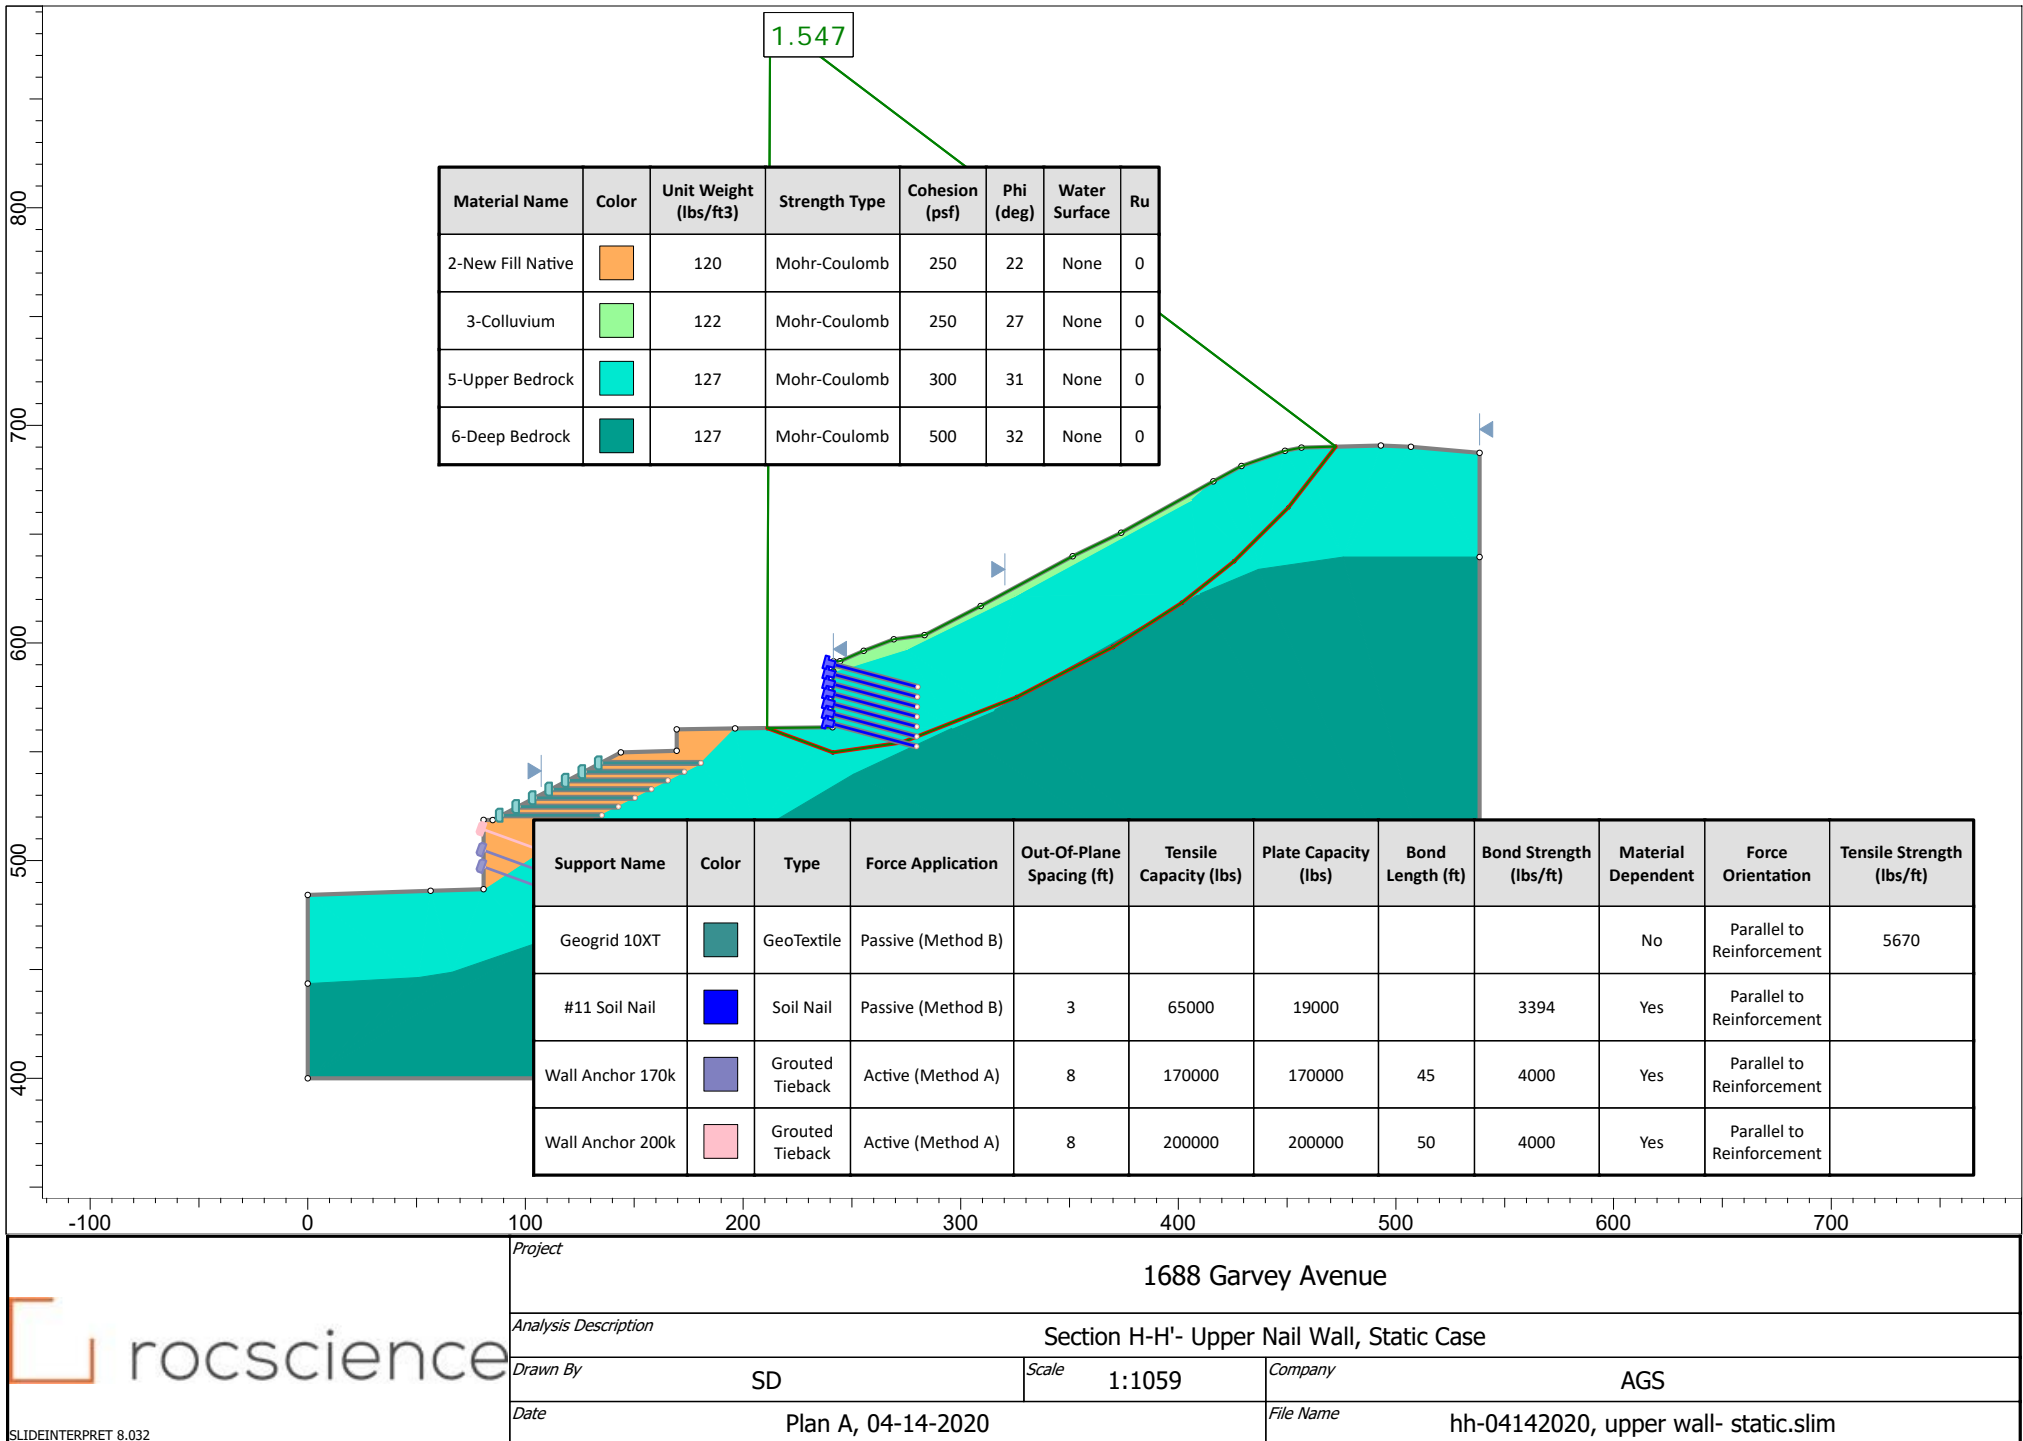 1.547
Material Name Color Unit Weight (lbs/ft3) Strength Type Cohesion (psf) Phi (deg) Water Surface Ru
2-New Fill Native 120 Mohr-Coulomb 250 22 None 0
3-Colluvium 122 Mohr-Coulomb 250 27 None 0
5-Upper Bedrock 127 Mohr-Coulomb 300 31 None 0
6-Deep Bedrock 127 Mohr-Coulomb 500 32 None 0
800
700
600
500
400
Support Name Color Type Force Application Out-Of-Plane Spacing (ft) Tensile Capacity (lbs) Plate Capacity (lbs) Bond Length (ft) Bond Strength (lbs/ft) Material Dependent Force Orientation Tensile Strength (lbs/ft)
Geogrid 10XT GeoTextile Passive (Method B) No Parallel to Reinforcement 5670
#11 Soil Nail Soil Nail Passive (Method B) 3 65000 19000 3394 Yes Parallel to Reinforcement
Wall Anchor 170k Grouted Tieback Active (Method A) 8 170000 170000 45 4000 Yes Parallel to Reinforcement
Wall Anchor 200k Grouted Tieback Active (Method A) 8 200000 200000 50 4000 Yes Parallel to Reinforcement
-100 0 100 200 300 400 500 600 700
rocscience
SLIDEINTERPRET 8.032
Project
1688 Garvey Avenue
Analysis Description
Section H-H'- Upper Nail Wall, Static Case
Drawn By SD Scale 1:1059 Company AGS
Date Plan A, 04-14-2020 File Name hh-04142020, upper wall- static.slim